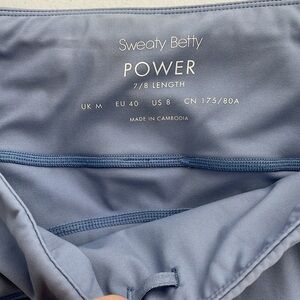 Sweaty Betty
POWER
7/8 LENGTH
UK M EU 40 US 8 CN 175/80A
MADE IN CAMBODIA